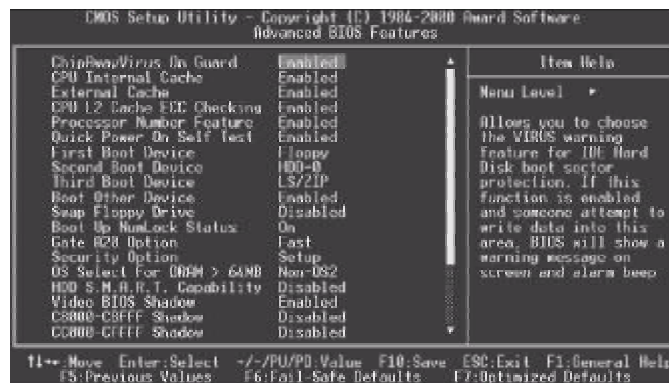 CMOS Setup Utility - Copyright (C) 1984-2000 Award Software
Advanced BIOS Features
ChipAwayVirus On Guard Enabled
CPU Internal Cache Enabled
External Cache Enabled
CPU L2 Cache ECC Checking Enabled
Processor Number Feature Enabled
Quick Power On Self Test Enabled
First Boot Device Floppy
Second Boot Device HDD-0
Third Boot Device LS/ZIP
Boot Other Device Enabled
Swap Floppy Drive Disabled
Boot Up NumLock Status On
Gate A20 Option Fast
Security Option Setup
OS Select For DRAM > 64MB Non-OS2
HDD S.M.A.R.T. Capability Disabled
Video BIOS Shadow Enabled
C8000-CBFFF Shadow Disabled
CC000-CFFFF Shadow Disabled
Item Help
Menu Level
Allows you to choose
the VIRUS warning
feature for IDE Hard
Disk boot sector
protection. If this
function is enabled
and someone attempt to
write data into this
area, BIOS will show a
warning message on
screen and alarm beep
↑↓→←:Move Enter:Select +/-/PU/PD:Value F10:Save ESC:Exit F1:General Help
F5:Previous Values F6:Fail-Safe Defaults F7:Optimized Defaults